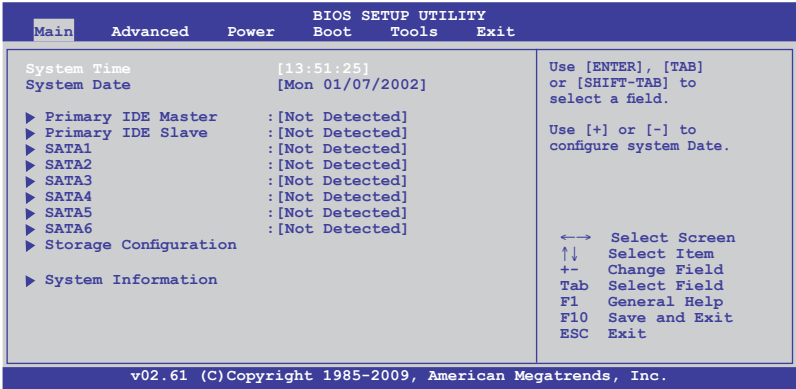 BIOS SETUP UTILITY
Main Advanced Power Boot Tools Exit
System Time [13:51:25]
System Date [Mon 01/07/2002]
▶ Primary IDE Master :[Not Detected]
▶ Primary IDE Slave :[Not Detected]
▶ SATA1 :[Not Detected]
▶ SATA2 :[Not Detected]
▶ SATA3 :[Not Detected]
▶ SATA4 :[Not Detected]
▶ SATA5 :[Not Detected]
▶ SATA6 :[Not Detected]
▶ Storage Configuration
▶ System Information
Use [ENTER], [TAB]
or [SHIFT-TAB] to
select a field.
Use [+] or [-] to
configure system Date.
←→ Select Screen
↑↓ Select Item
+- Change Field
Tab Select Field
F1 General Help
F10 Save and Exit
ESC Exit
v02.61 (C)Copyright 1985-2009, American Megatrends, Inc.